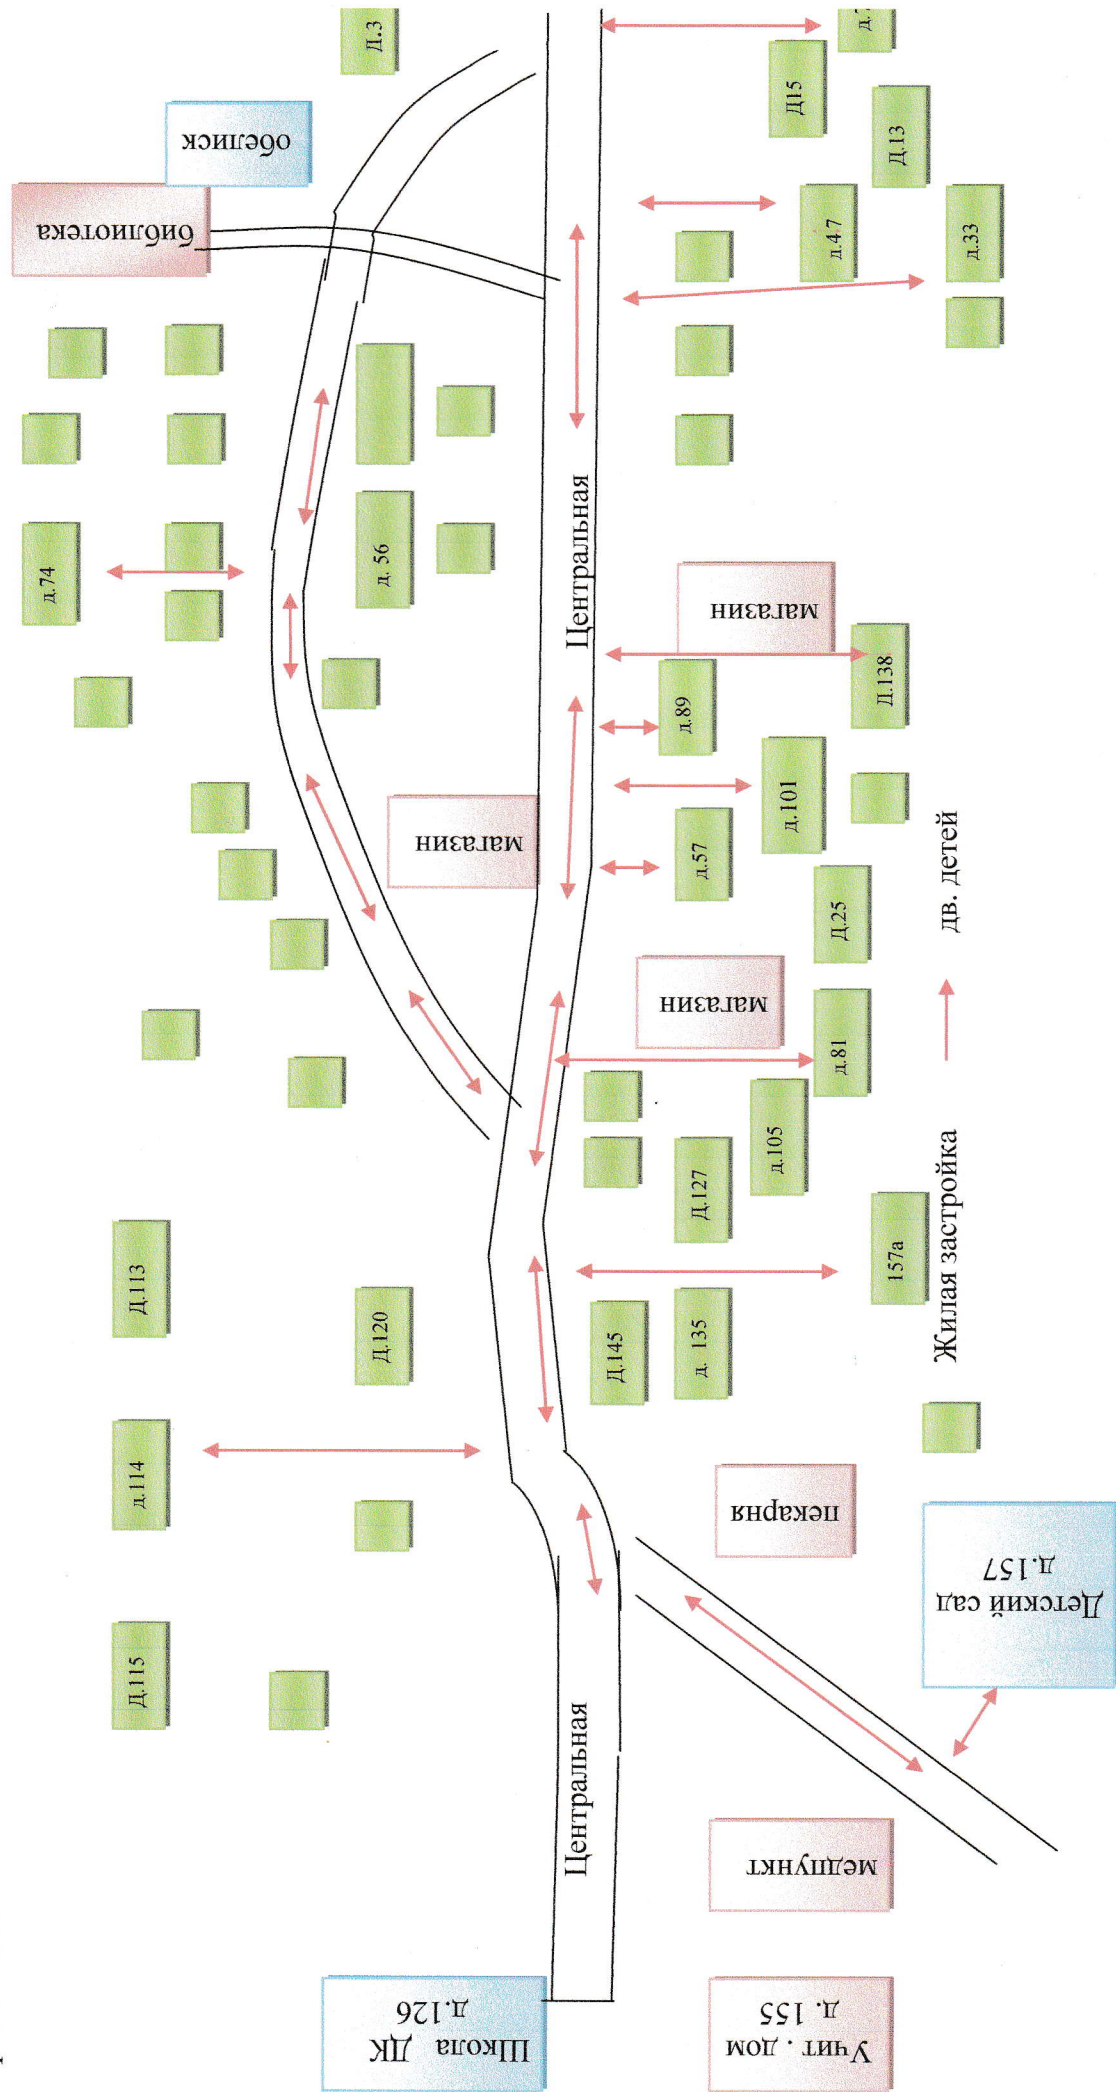 Д.3
обелиск
библиотека
Д15
Д.13
д.4.7
д.33
д.74
д. 56
Центральная
магазин
Д.138
д.89
д.101
магазин
д.57
Д.25
магазин
д.81
д.105
Д.127
157а
Д.113
Д.120
Д.145
д. 135
д.114
пекарня
Детский сад
д.157
Д.115
Центральная
медпункт
Школа ДК
д.126
Учит . дом
д. 155
Жилая застройка
дв. детей